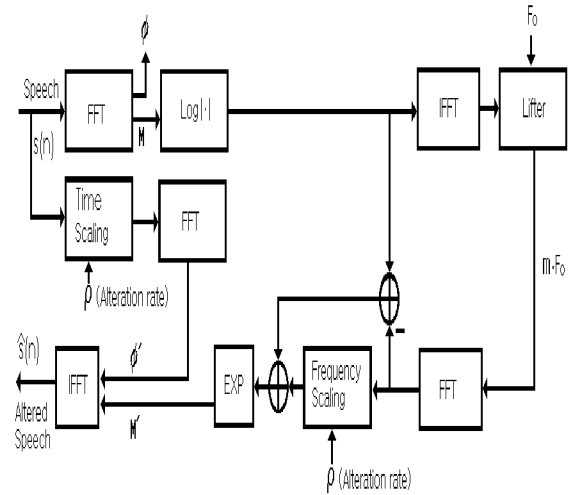 F₀
ϕ
Speech
s(n)
FFT
M
Log|·|
IFFT
Lifter
Time
Scaling
FFT
ρ (Alteration rate)
m·F₀
ŝ(n)
Altered
Speech
IFFT
ϕ′
M′
EXP
Frequency
Scaling
FFT
ρ (Alteration rate)